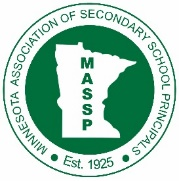 MINNESOTA ASSOCIATION OF SECONDARY SCHOOL PRINCIPALS
MASSP
• Est. 1925 •